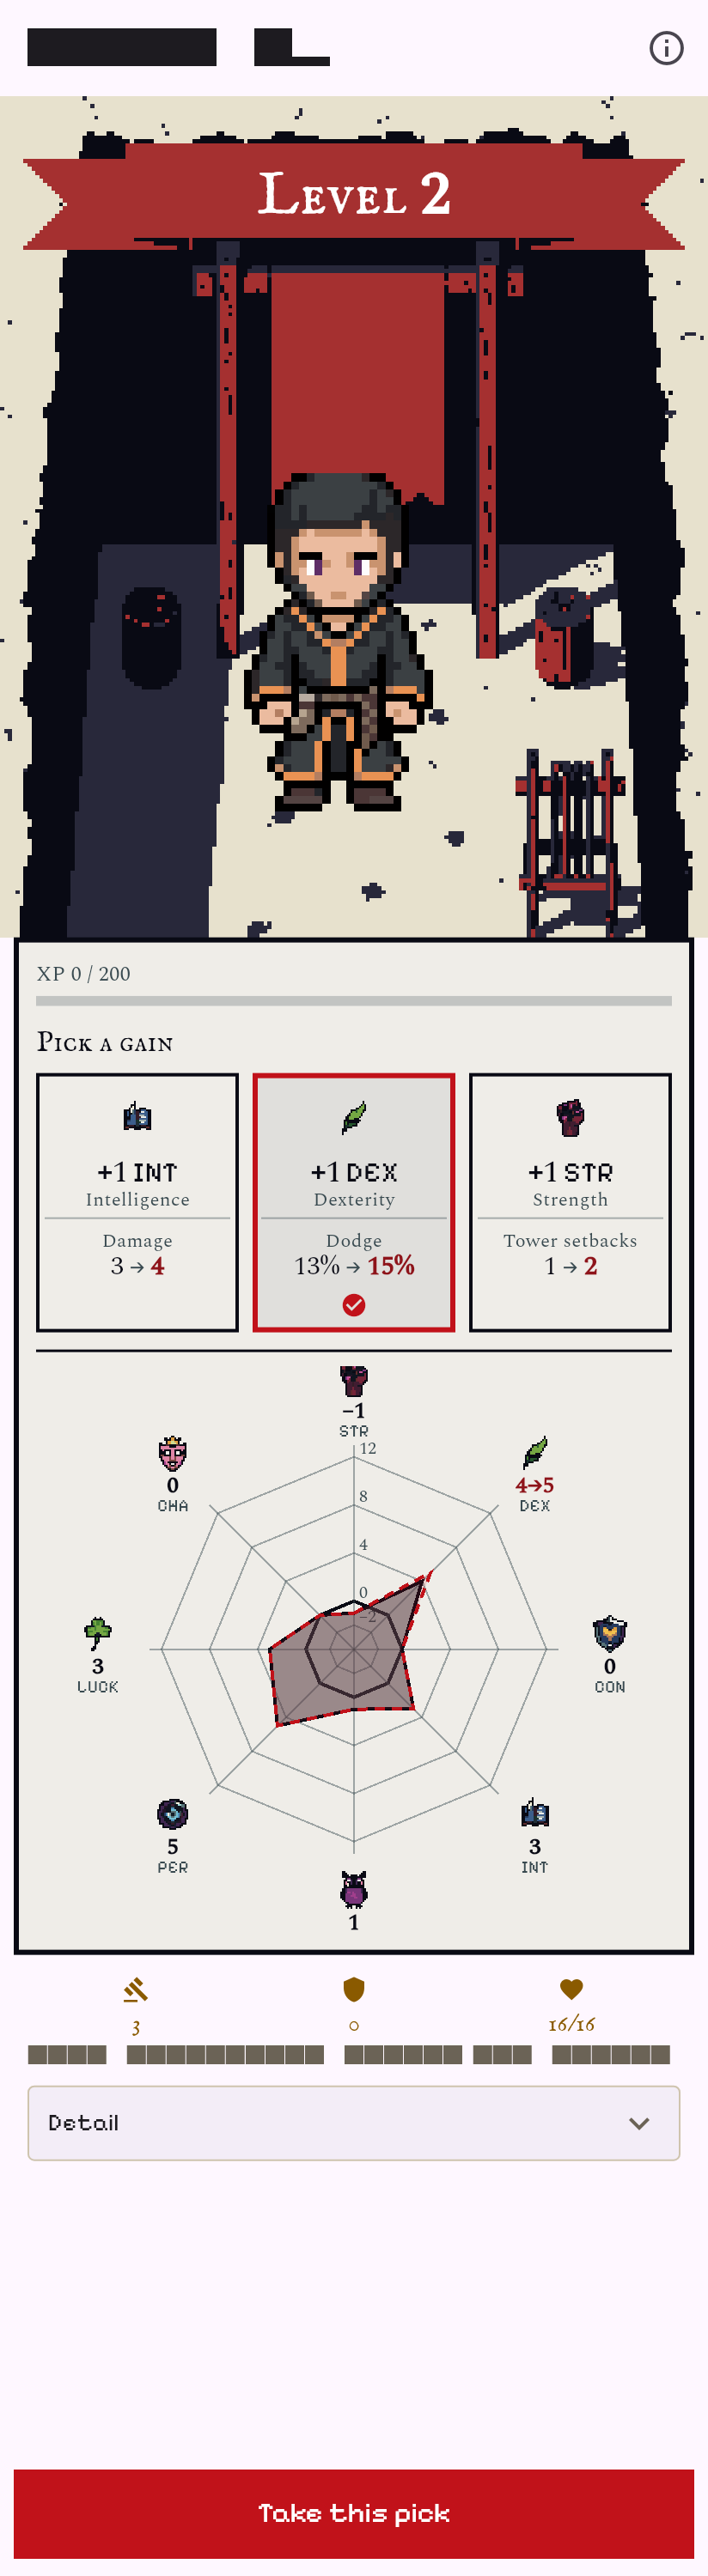 Level 2
XP 0 / 200
Pick a gain
+1 INT
Intelligence
Damage
3 → 4
+1 DEX
Dexterity
Dodge
13% → 15%
+1 STR
Strength
Tower setbacks
1 → 2
−1
STR
12
8
4
0
−2
0
CHA
4→5
DEX
3
LUCK
0
CON
5
PER
3
INT
1
3
0
16/16
Detail
Take this pick